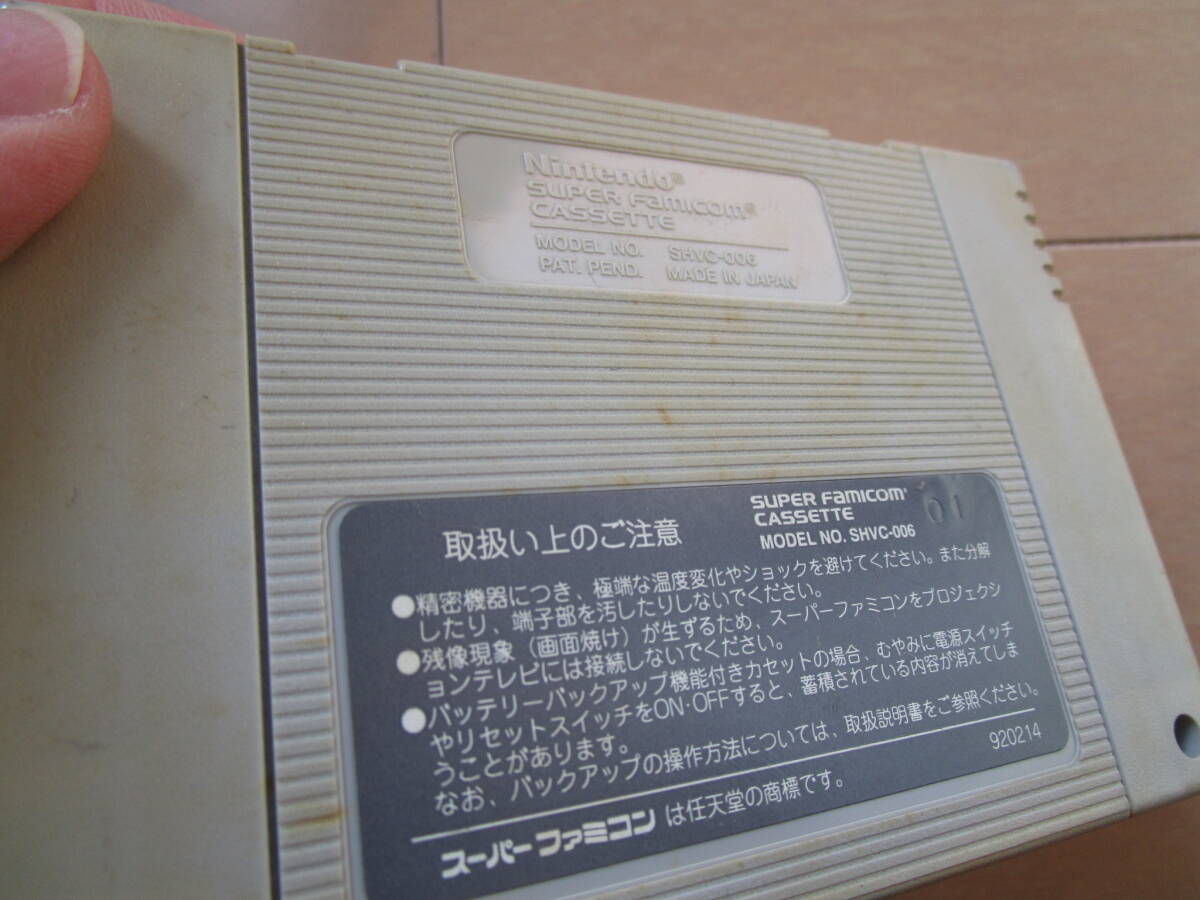 Nintendo®
SUPER FAMICOM®
CASSETTE
MODEL NO. SHVC-006
PAT. PEND. MADE IN JAPAN
取扱い上のご注意
SUPER FAMICOM®
CASSETTE
MODEL NO. SHVC-006
01
●精密機器につき、極端な温度変化やショックを避けてください。また分解
したり、端子部を汚したりしないでください。
●残像現象（画面焼け）が生ずるため、スーパーファミコンをプロジェクシ
ョンテレビには接続しないでください。
●バッテリーバックアップ機能付きカセットの場合、むやみに電源スイッチ
やリセットスイッチをON·OFFすると、蓄積されている内容が消えてしま
うことがあります。
なお、バックアップの操作方法については、取扱説明書をご参照ください。
920214
スーパーファミコンは任天堂の商標です。